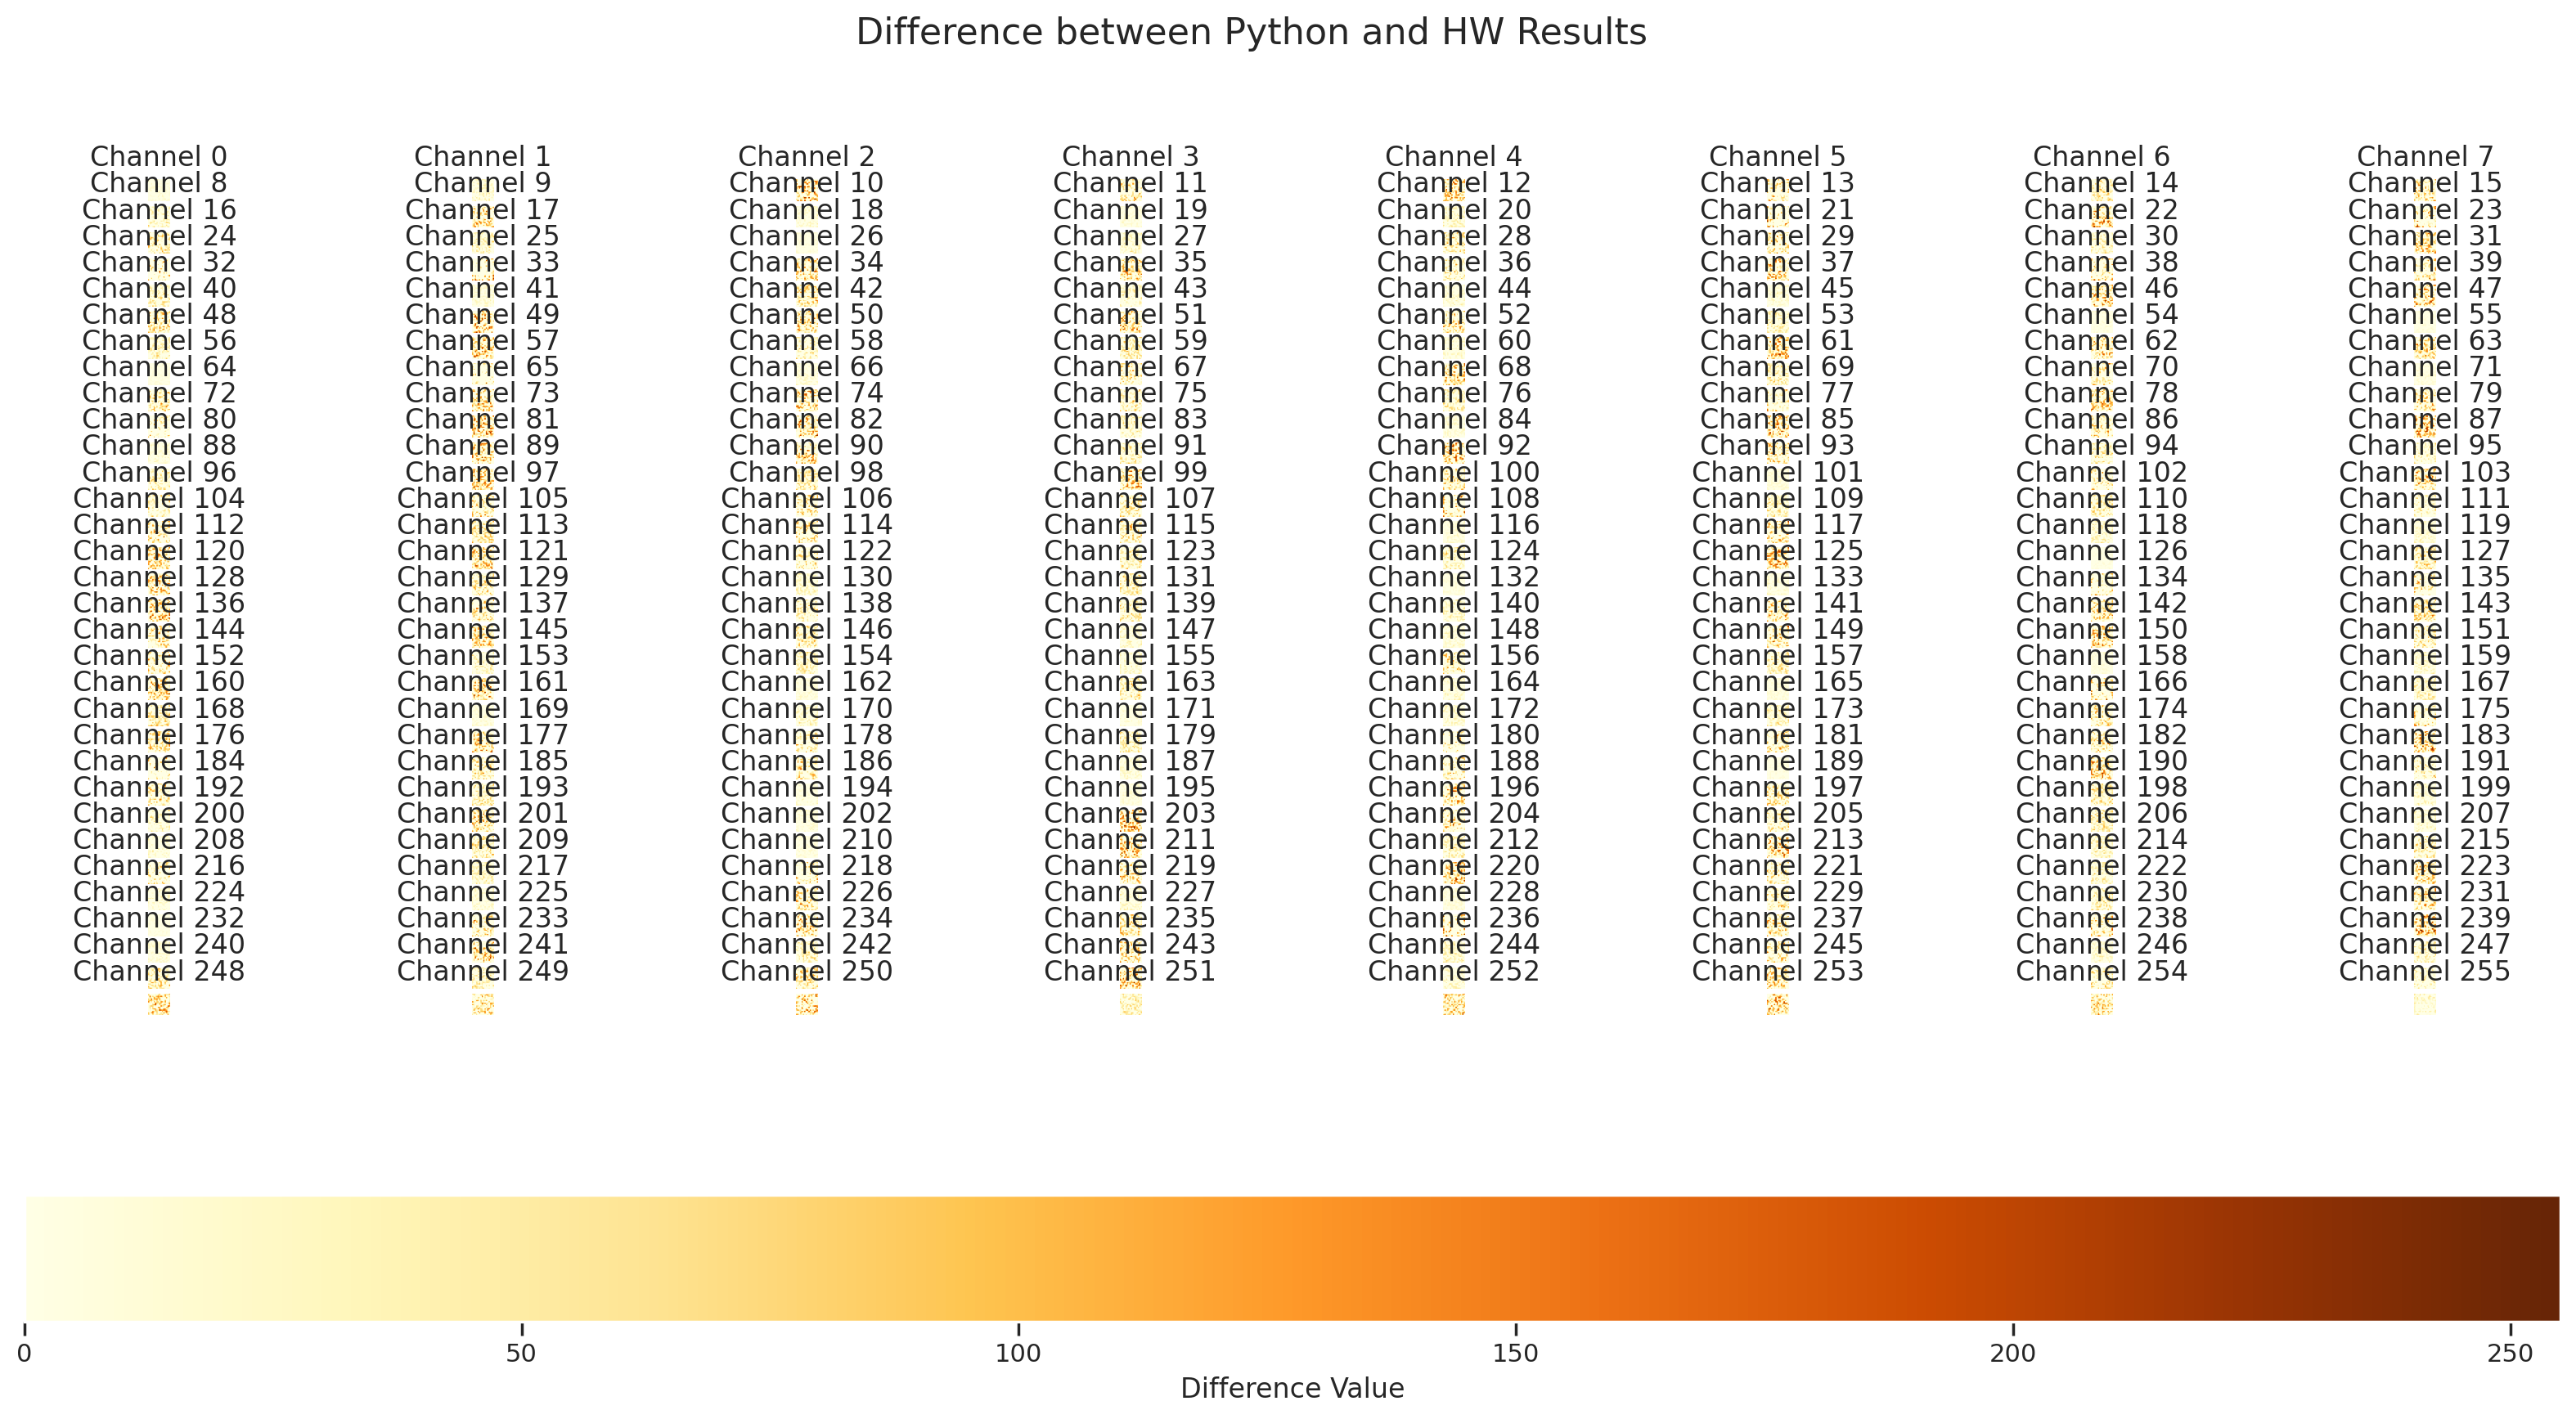 Difference between Python and HW Results
Channel 0 Channel 1 Channel 2 Channel 3 Channel 4 Channel 5 Channel 6 Channel 7
Channel 8 Channel 9 Channel 10 Channel 11 Channel 12 Channel 13 Channel 14 Channel 15
Channel 16 Channel 17 Channel 18 Channel 19 Channel 20 Channel 21 Channel 22 Channel 23
Channel 24 Channel 25 Channel 26 Channel 27 Channel 28 Channel 29 Channel 30 Channel 31
Channel 32 Channel 33 Channel 34 Channel 35 Channel 36 Channel 37 Channel 38 Channel 39
Channel 40 Channel 41 Channel 42 Channel 43 Channel 44 Channel 45 Channel 46 Channel 47
Channel 48 Channel 49 Channel 50 Channel 51 Channel 52 Channel 53 Channel 54 Channel 55
Channel 56 Channel 57 Channel 58 Channel 59 Channel 60 Channel 61 Channel 62 Channel 63
Channel 64 Channel 65 Channel 66 Channel 67 Channel 68 Channel 69 Channel 70 Channel 71
Channel 72 Channel 73 Channel 74 Channel 75 Channel 76 Channel 77 Channel 78 Channel 79
Channel 80 Channel 81 Channel 82 Channel 83 Channel 84 Channel 85 Channel 86 Channel 87
Channel 88 Channel 89 Channel 90 Channel 91 Channel 92 Channel 93 Channel 94 Channel 95
Channel 96 Channel 97 Channel 98 Channel 99 Channel 100 Channel 101 Channel 102 Channel 103
Channel 104 Channel 105 Channel 106 Channel 107 Channel 108 Channel 109 Channel 110 Channel 111
Channel 112 Channel 113 Channel 114 Channel 115 Channel 116 Channel 117 Channel 118 Channel 119
Channel 120 Channel 121 Channel 122 Channel 123 Channel 124 Channel 125 Channel 126 Channel 127
Channel 128 Channel 129 Channel 130 Channel 131 Channel 132 Channel 133 Channel 134 Channel 135
Channel 136 Channel 137 Channel 138 Channel 139 Channel 140 Channel 141 Channel 142 Channel 143
Channel 144 Channel 145 Channel 146 Channel 147 Channel 148 Channel 149 Channel 150 Channel 151
Channel 152 Channel 153 Channel 154 Channel 155 Channel 156 Channel 157 Channel 158 Channel 159
Channel 160 Channel 161 Channel 162 Channel 163 Channel 164 Channel 165 Channel 166 Channel 167
Channel 168 Channel 169 Channel 170 Channel 171 Channel 172 Channel 173 Channel 174 Channel 175
Channel 176 Channel 177 Channel 178 Channel 179 Channel 180 Channel 181 Channel 182 Channel 183
Channel 184 Channel 185 Channel 186 Channel 187 Channel 188 Channel 189 Channel 190 Channel 191
Channel 192 Channel 193 Channel 194 Channel 195 Channel 196 Channel 197 Channel 198 Channel 199
Channel 200 Channel 201 Channel 202 Channel 203 Channel 204 Channel 205 Channel 206 Channel 207
Channel 208 Channel 209 Channel 210 Channel 211 Channel 212 Channel 213 Channel 214 Channel 215
Channel 216 Channel 217 Channel 218 Channel 219 Channel 220 Channel 221 Channel 222 Channel 223
Channel 224 Channel 225 Channel 226 Channel 227 Channel 228 Channel 229 Channel 230 Channel 231
Channel 232 Channel 233 Channel 234 Channel 235 Channel 236 Channel 237 Channel 238 Channel 239
Channel 240 Channel 241 Channel 242 Channel 243 Channel 244 Channel 245 Channel 246 Channel 247
Channel 248 Channel 249 Channel 250 Channel 251 Channel 252 Channel 253 Channel 254 Channel 255
0 50 100 150 200 250
Difference Value